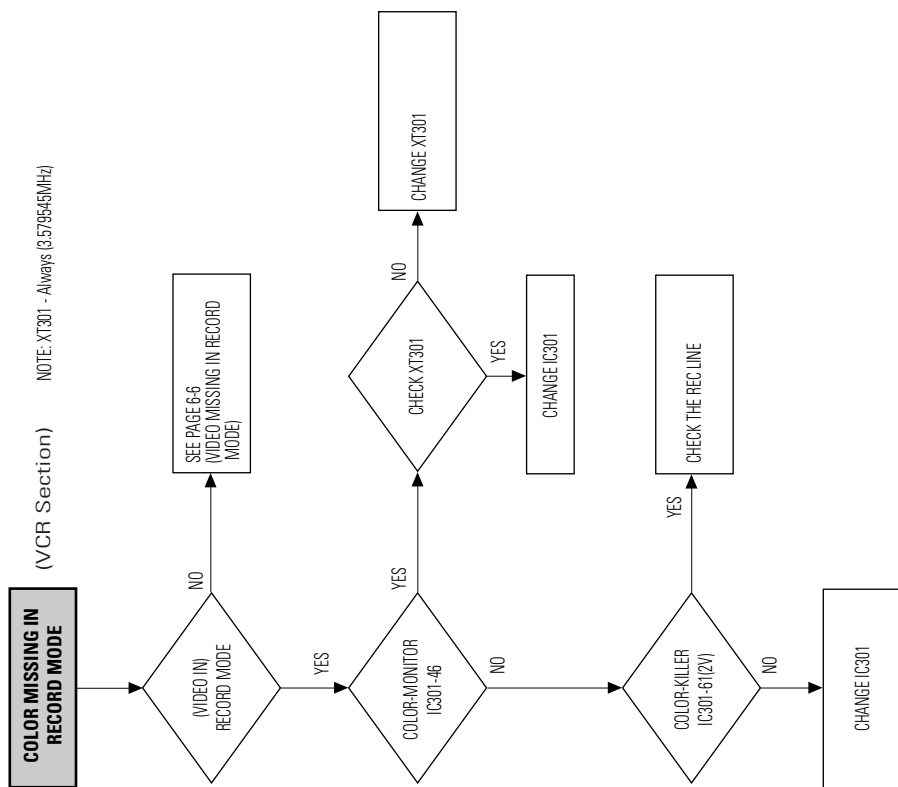 COLOR MISSING IN
RECORD MODE
(VCR Section)
NOTE: XT301 - Always (3.579545MHz)
(VIDEO IN)
RECORD MODE
NO
SEE PAGE 6-6
(VIDEO MISSING IN RECORD
MODE)
YES
COLOR-MONITOR
IC301-46
YES
CHECK XT301
NO
CHANGE XT301
YES
CHANGE IC301
NO
COLOR-KILLER
IC301-61(2V)
YES
CHECK THE REC LINE
NO
CHANGE IC301